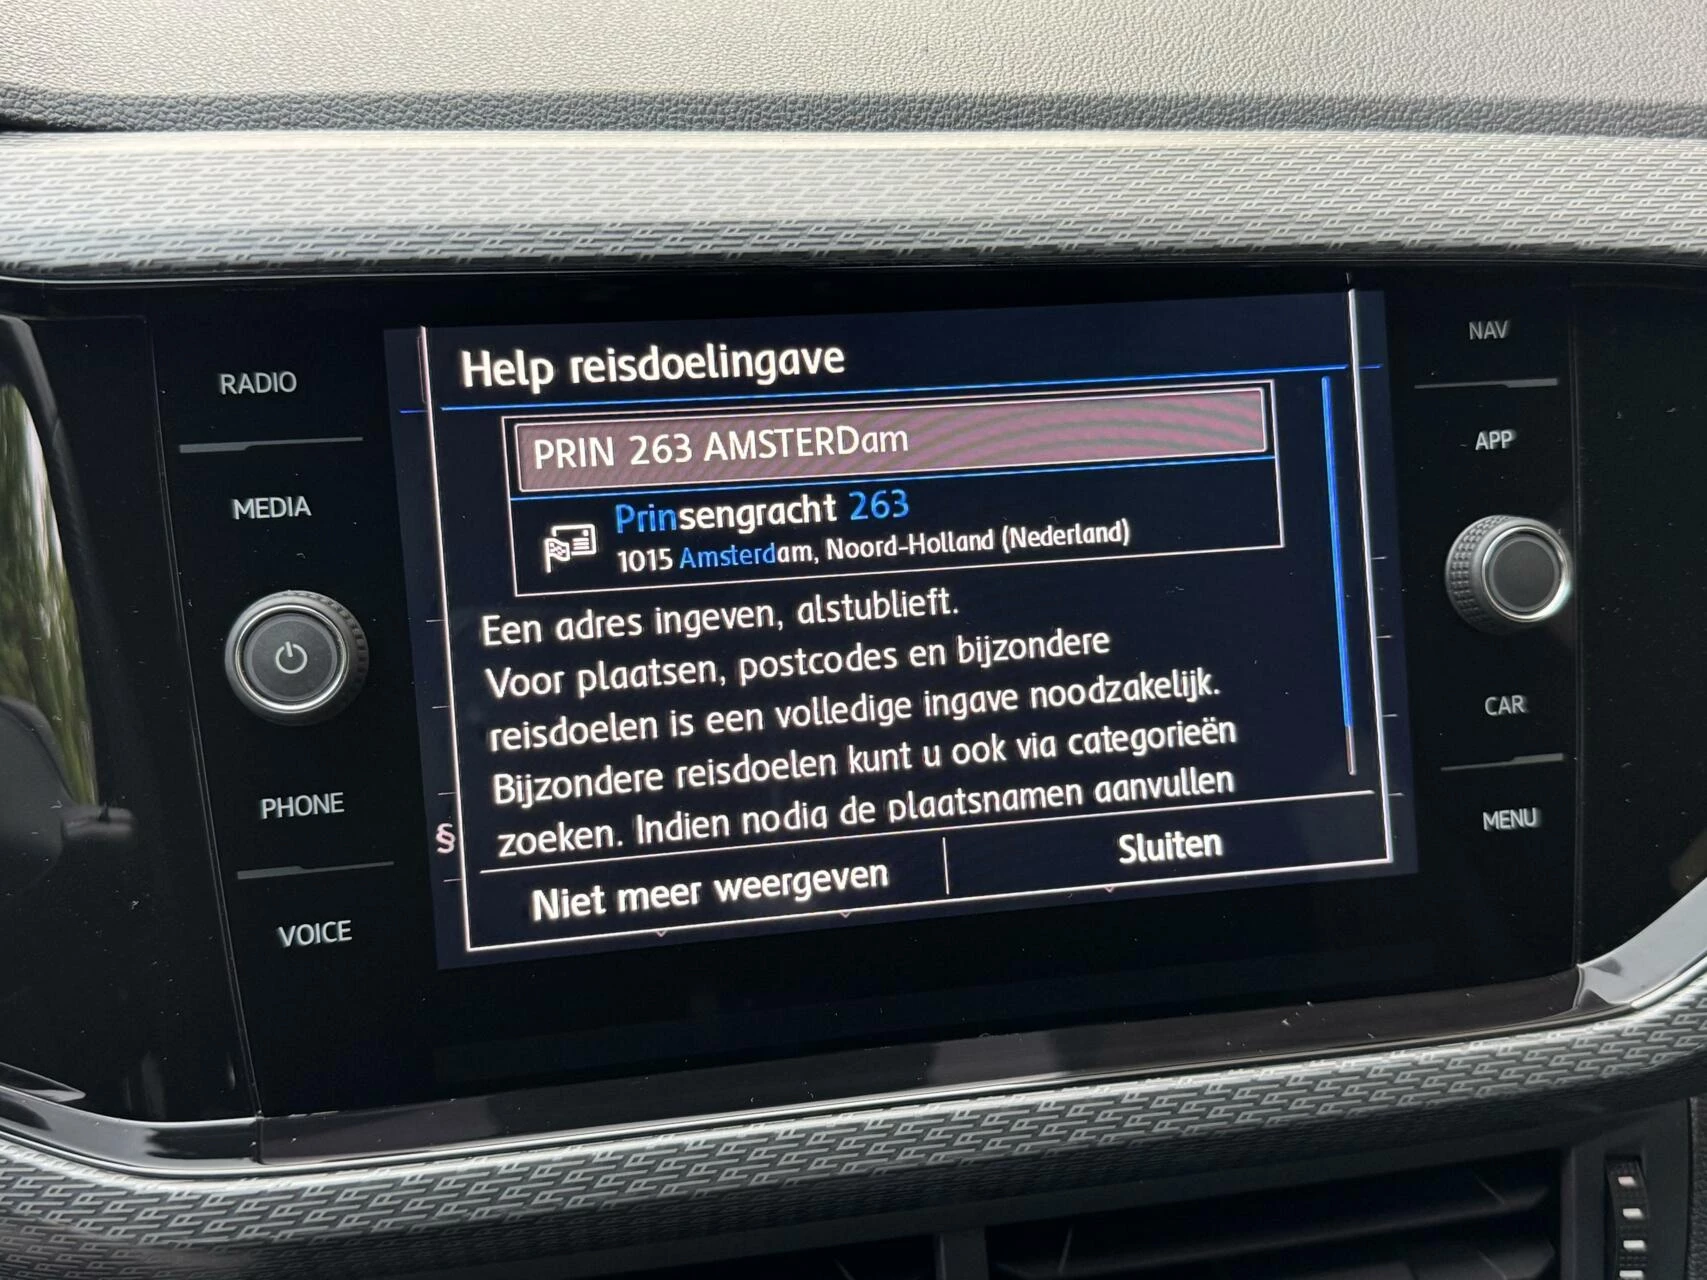 RADIO
MEDIA
PHONE
VOICE
Help reisdoelingave
PRIN 263 AMSTERDam
Prinsengracht 263
1015 Amsterdam, Noord-Holland (Nederland)
Een adres ingeven, alstublieft.
Voor plaatsen, postcodes en bijzondere
reisdoelen is een volledige ingave noodzakelijk.
Bijzondere reisdoelen kunt u ook via categorieën
zoeken. Indien nodig de plaatsnamen aanvullen
§
Niet meer weergeven
Sluiten
NAV
APP
CAR
MENU